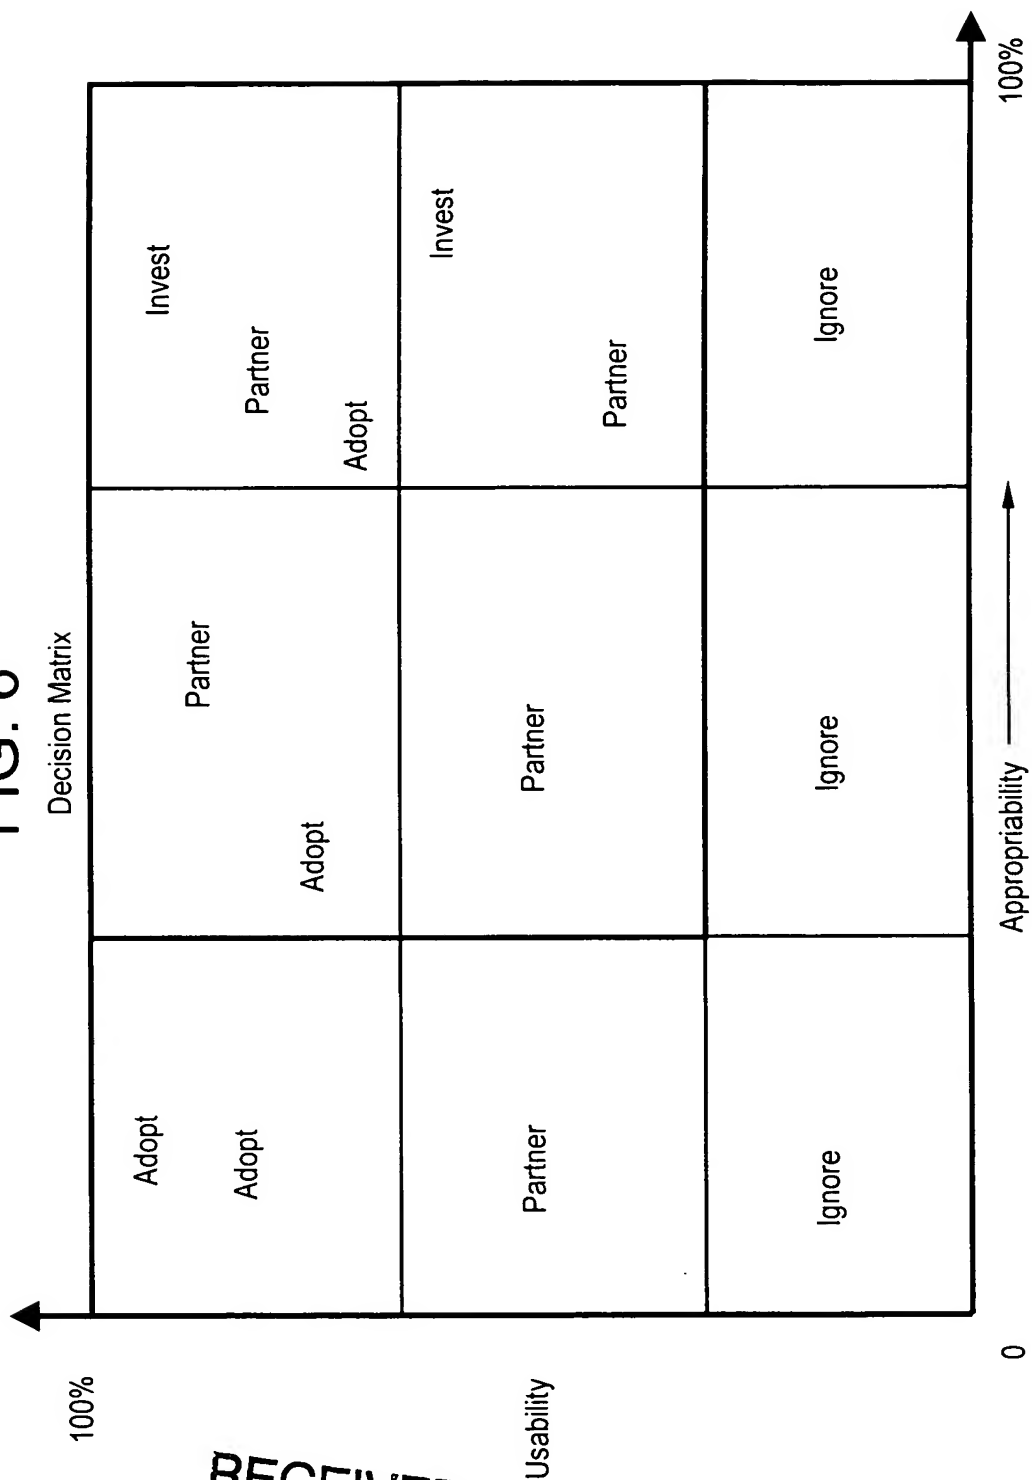 FIG.
Decision Matrix
100%
Adopt
Invest
Partner
Adopt
Partner
Adopt
Adopt
Invest
Usability
Partner
Partner
Partner
Ignore
Ignore
Ignore
0
Appropriability
100%